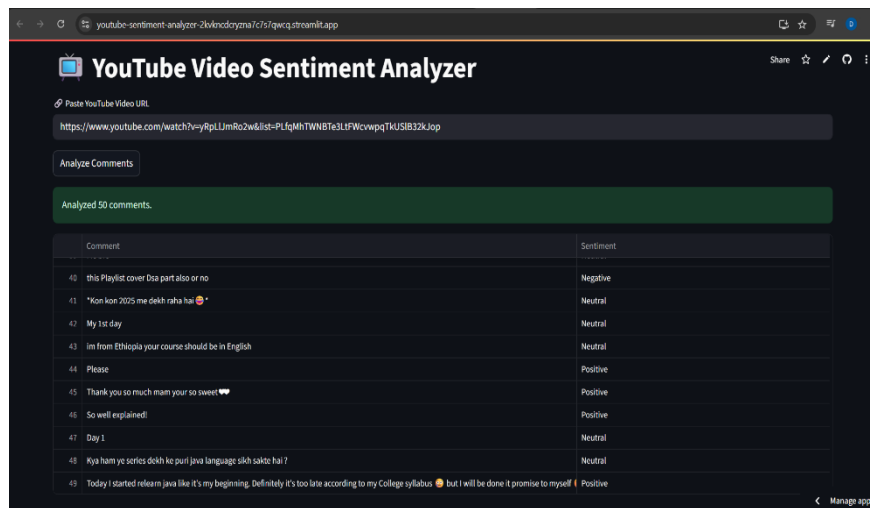 youtube-sentiment-analyzer-2kvkncdcryzna7c7s7qwcq.streamlit.app
D
Share
📺 YouTube Video Sentiment Analyzer
🔗 Paste YouTube Video URL
https://www.youtube.com/watch?v=yRpLlJmRo2w&list=PLfqMhTWNBTe3LtFWcvwpqTkUSlB32kJop
Analyze Comments
Analyzed 50 comments.
Comment Sentiment
40 this Playlist cover Dsa part also or no Negative
41 "Kon kon 2025 me dekh raha hai 😂" Neutral
42 My 1st day Neutral
43 im from Ethiopia your course should be in English Neutral
44 Please Positive
45 Thank you so much mam your so sweet Positive
46 So well explained! Positive
47 Day 1 Neutral
48 Kya ham ye series dekh ke puri java language sikh sakte hai ? Neutral
49 Today I started relearn java like it's my beginning. Definitely it's too late according to my College syllabus but I will be done it promise to myself Positive
Manage app